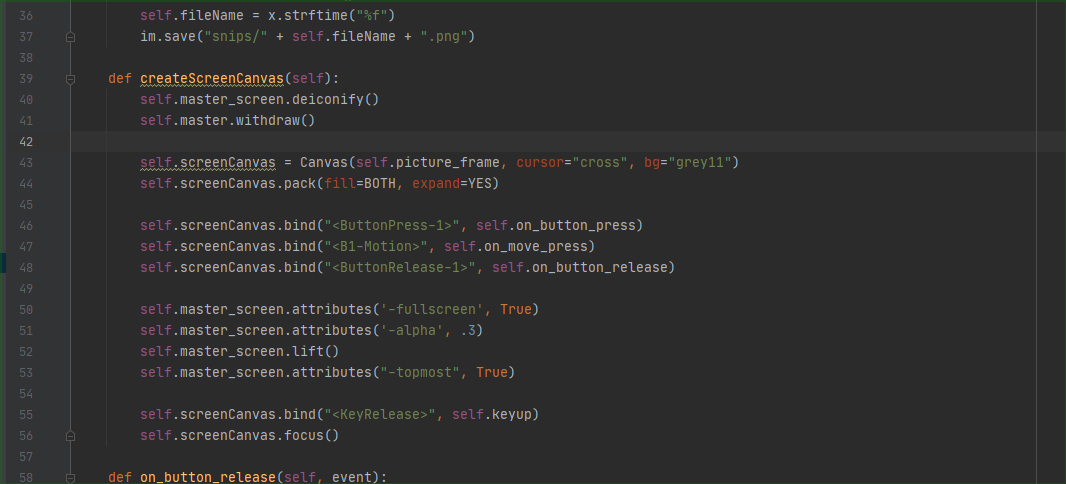 36 self.fileName = x.strftime("%f")
37 im.save("snips/" + self.fileName + ".png")
38
39 def createScreenCanvas(self):
40 self.master_screen.deiconify()
41 self.master.withdraw()
42
43 self.screenCanvas = Canvas(self.picture_frame, cursor="cross", bg="grey11")
44 self.screenCanvas.pack(fill=BOTH, expand=YES)
45
46 self.screenCanvas.bind("<ButtonPress-1>", self.on_button_press)
47 self.screenCanvas.bind("<B1-Motion>", self.on_move_press)
48 self.screenCanvas.bind("<ButtonRelease-1>", self.on_button_release)
49
50 self.master_screen.attributes('-fullscreen', True)
51 self.master_screen.attributes('-alpha', .3)
52 self.master_screen.lift()
53 self.master_screen.attributes("-topmost", True)
54
55 self.screenCanvas.bind("<KeyRelease>", self.keyup)
56 self.screenCanvas.focus()
57
58 def on_button_release(self, event):